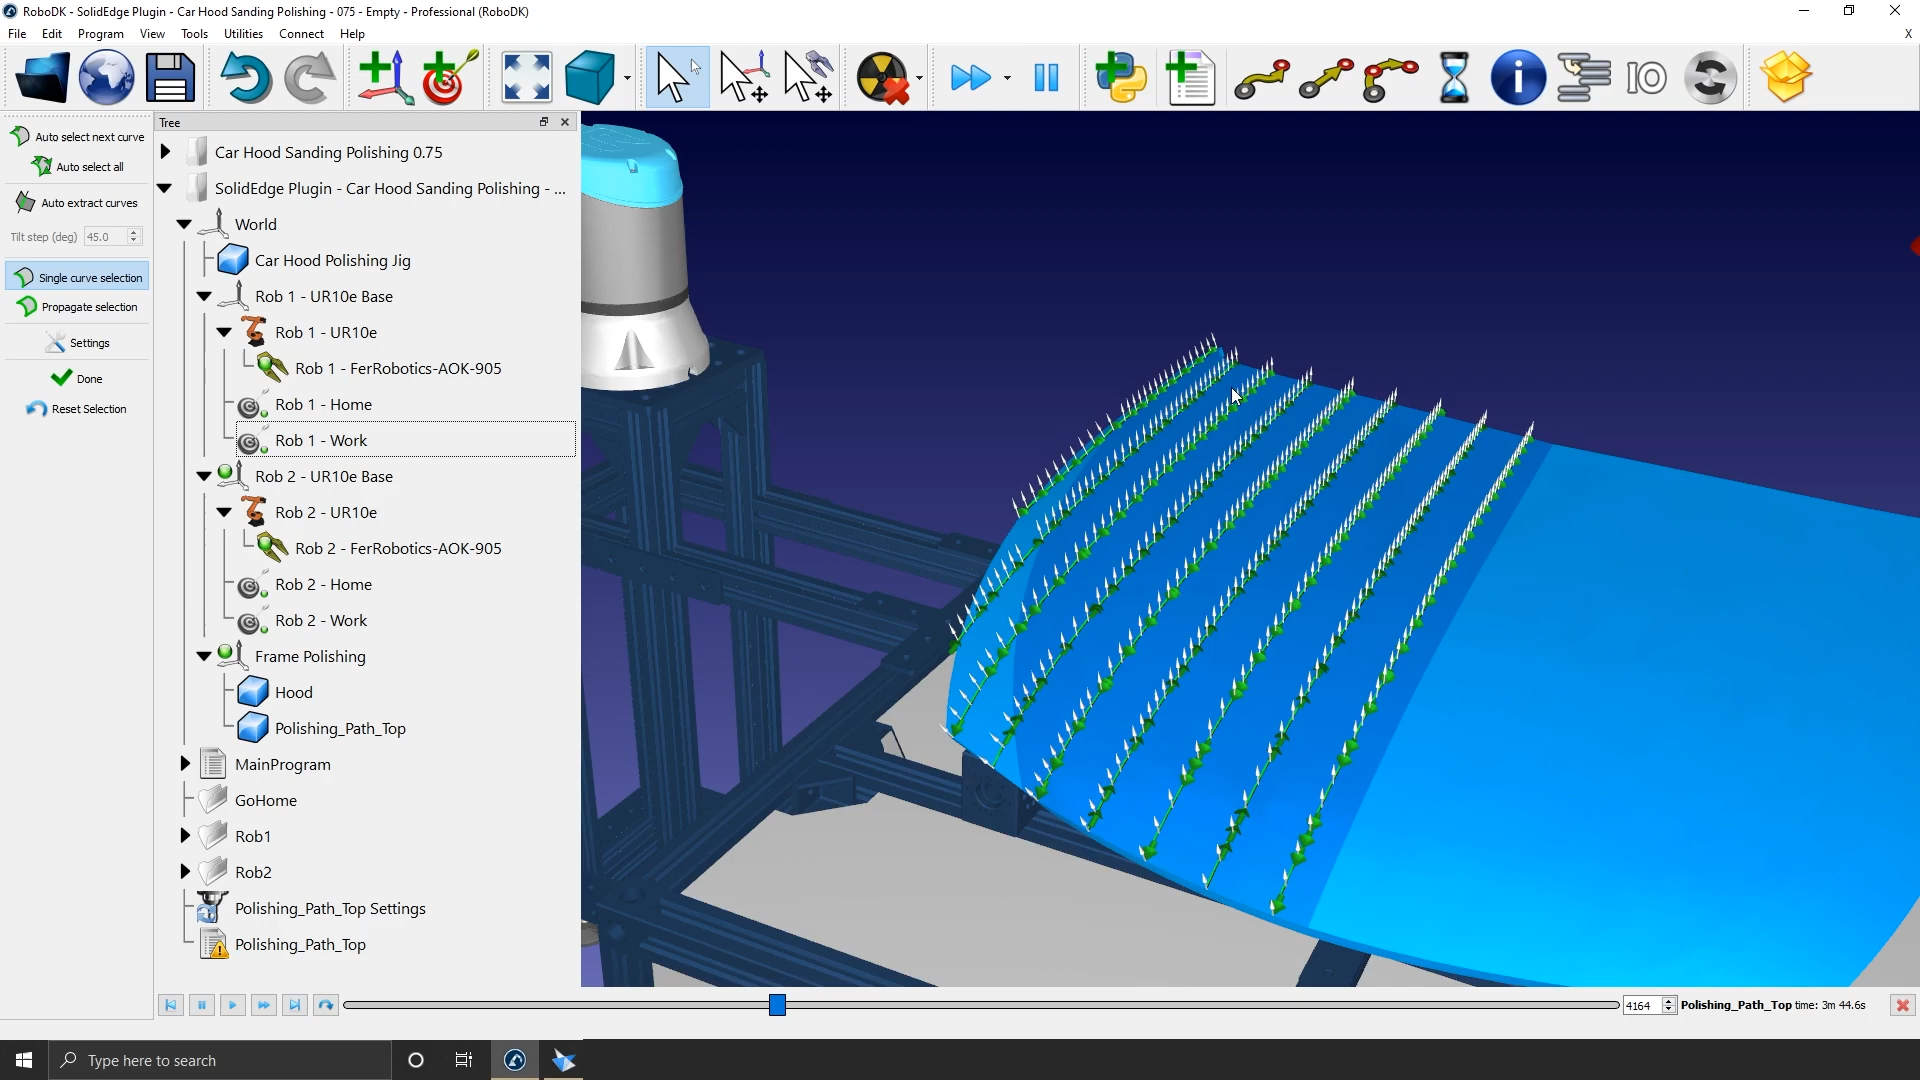 RoboDK - SolidEdge Plugin - Car Hood Sanding Polishing - 075 - Empty - Professional (RoboDK)
File Edit Program View Tools Utilities Connect Help X
IO
Auto select next curve
Auto select all
Auto extract curves
Tilt step (deg) 45.0
Single curve selection
Propagate selection
Settings
Done
Reset Selection
Tree
Car Hood Sanding Polishing 0.75
SolidEdge Plugin - Car Hood Sanding Polishing - ...
World
Car Hood Polishing Jig
Rob 1 - UR10e Base
Rob 1 - UR10e
Rob 1 - FerRobotics-AOK-905
Rob 1 - Home
Rob 1 - Work
Rob 2 - UR10e Base
Rob 2 - UR10e
Rob 2 - FerRobotics-AOK-905
Rob 2 - Home
Rob 2 - Work
Frame Polishing
Hood
Polishing_Path_Top
MainProgram
GoHome
Rob1
Rob2
Polishing_Path_Top Settings
Polishing_Path_Top
4164 Polishing_Path_Top time: 3m 44.6s
Type here to search